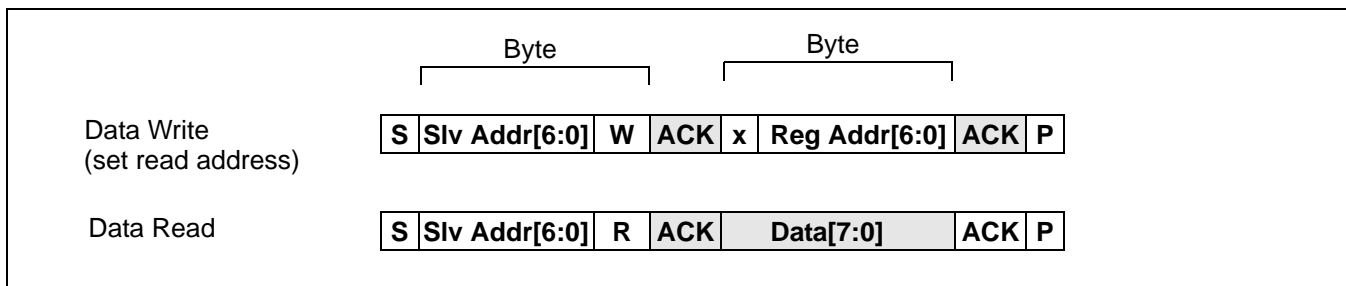 Byte Byte
Data Write S Slv Addr[6:0] W ACK x Reg Addr[6:0] ACK P
(set read address)
Data Read S Slv Addr[6:0] R ACK Data[7:0] ACK P